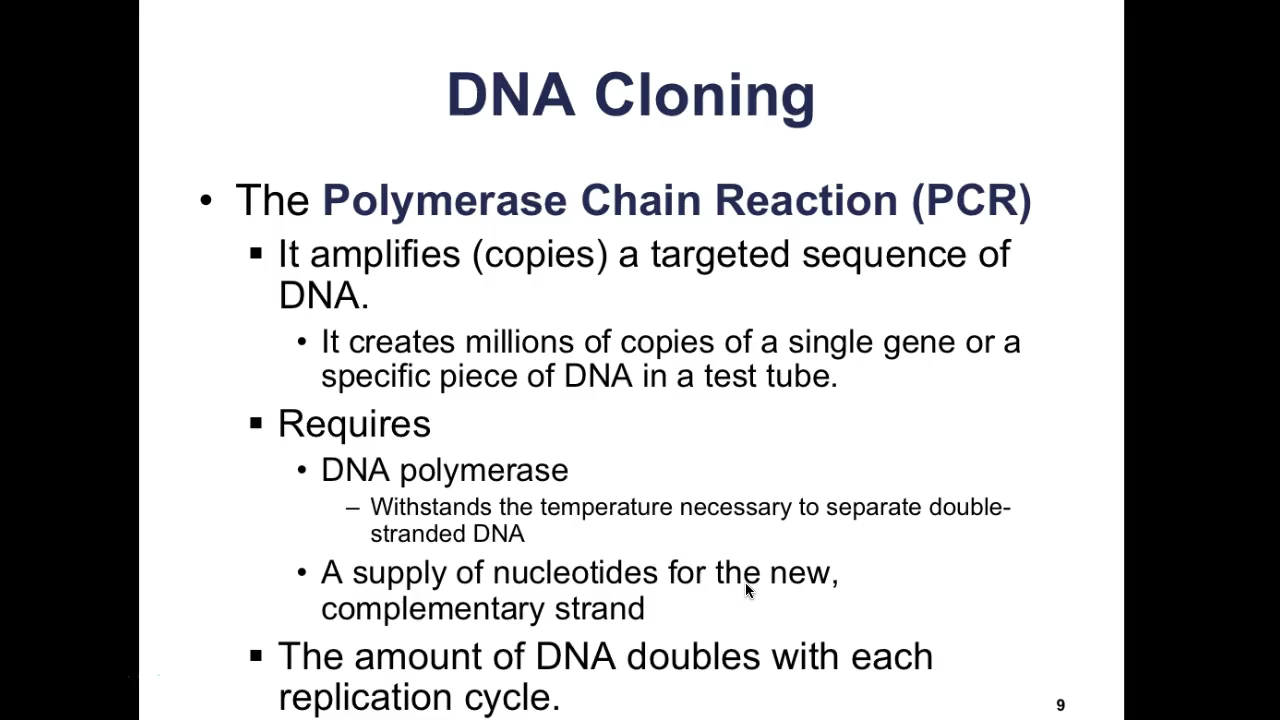 DNA Cloning
• The Polymerase Chain Reaction (PCR)
▪ It amplifies (copies) a targeted sequence of
DNA.
• It creates millions of copies of a single gene or a
specific piece of DNA in a test tube.
▪ Requires
• DNA polymerase
– Withstands the temperature necessary to separate double-
stranded DNA
• A supply of nucleotides for the new,
complementary strand
▪ The amount of DNA doubles with each
replication cycle.
9